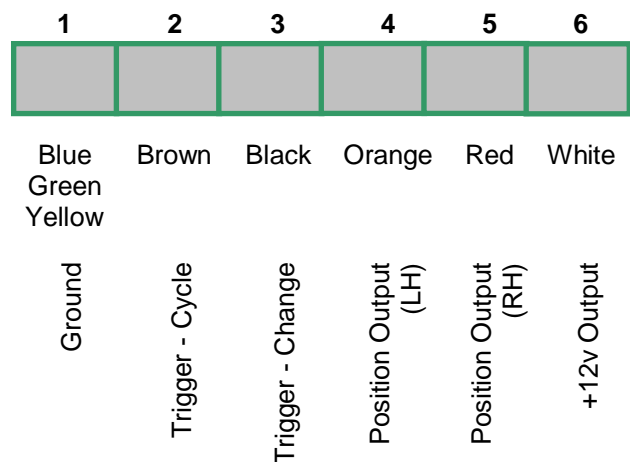 1 2 3 4 5 6
Blue Brown Black Orange Red White
Green
Yellow
Ground
Trigger - Cycle
Trigger - Change
Position Output
(LH)
Position Output
(RH)
+12v Output